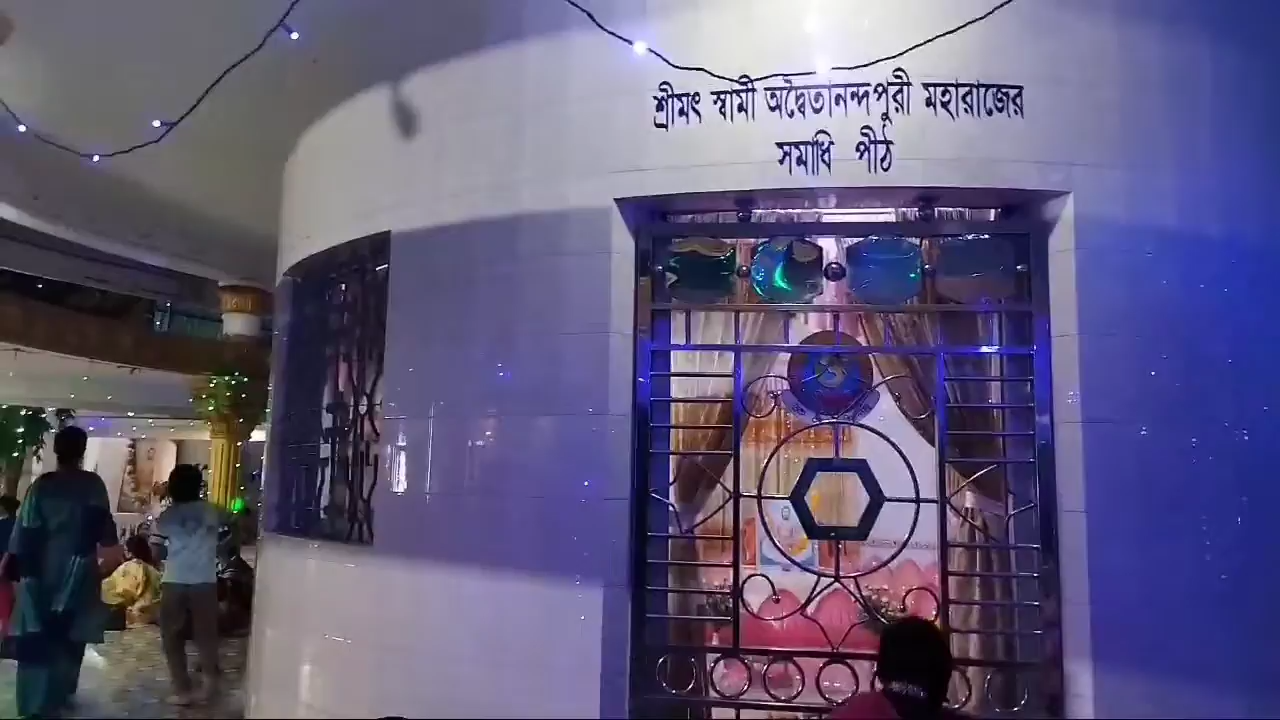 শ্রীমৎ স্বামী অদ্বৈতানন্দপুরী মহারাজের
সমাধি পীঠ